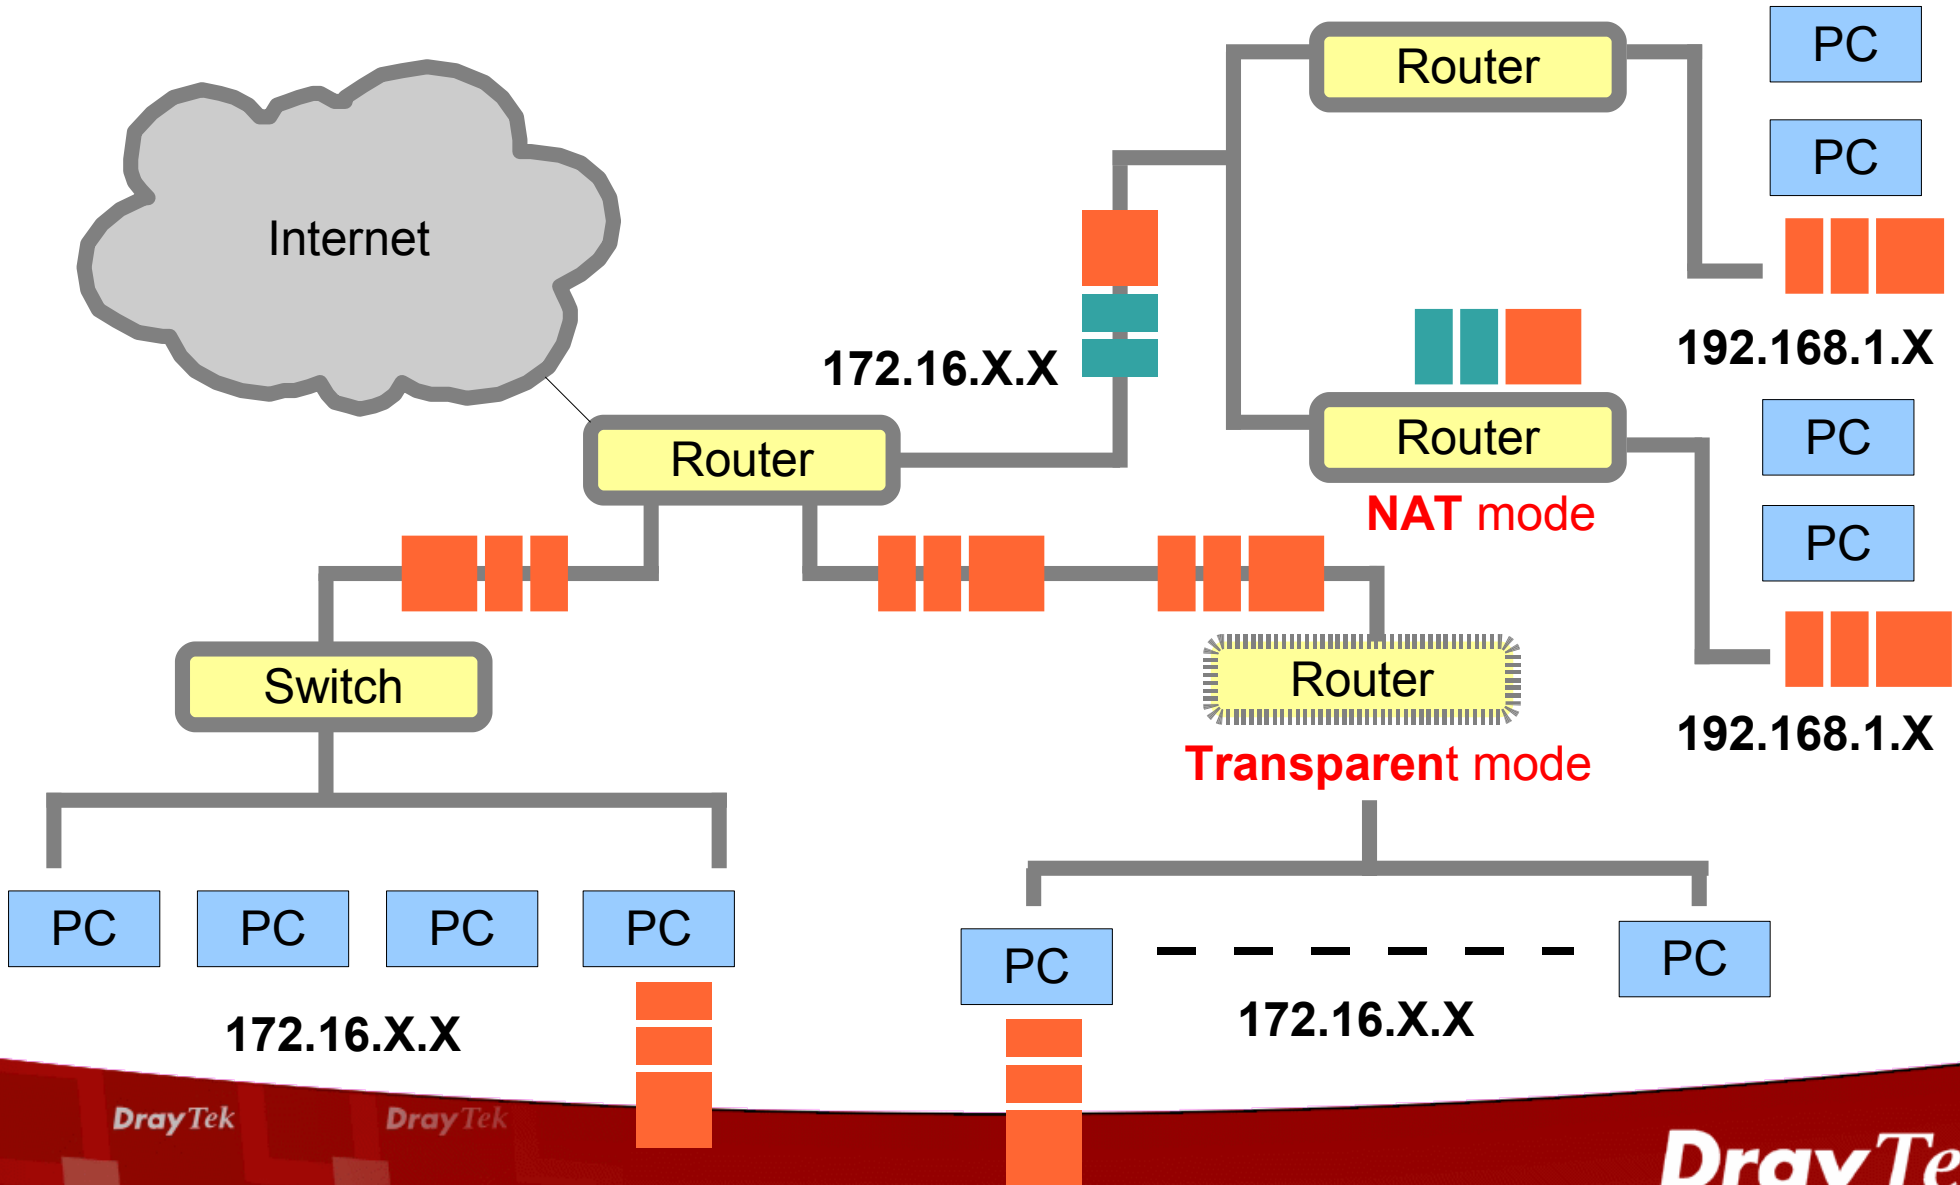 Router
PC
PC
Internet
192.168.1.X
172.16.X.X
Router
Router
PC
NAT mode
PC
Switch
Router
192.168.1.X
Transparent mode
PC
PC
PC
PC
PC
PC
172.16.X.X
172.16.X.X
DrayTek
DrayTek
DrayTe